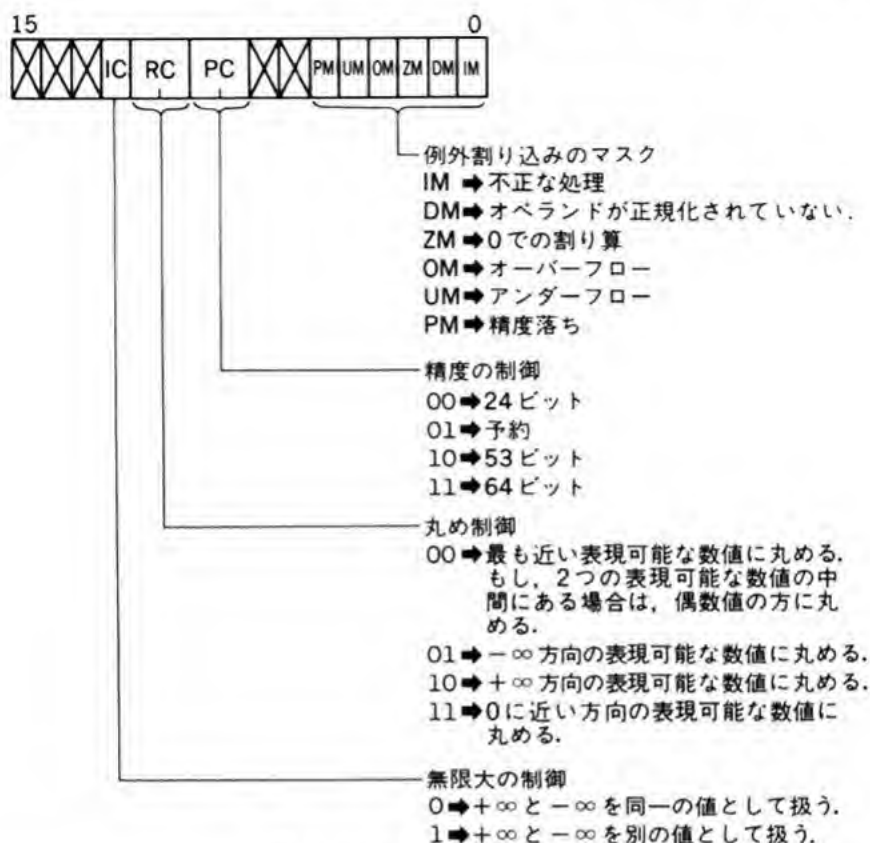 15 0
IC RC PC PM UM OM ZM DM IM
例外割り込みのマスク
IM ➡ 不正な処理
DM➡オペランドが正規化されていない.
ZM ➡0での割り算
OM➡オーバーフロー
UM➡アンダーフロー
PM➡精度落ち
精度の制御
00➡24ビット
01➡予約
10➡53ビット
11➡64ビット
丸め制御
00➡最も近い表現可能な数値に丸める.
もし,2つの表現可能な数値の中
間にある場合は,偶数値の方に丸
める.
01➡-∞方向の表現可能な数値に丸める.
10➡+∞方向の表現可能な数値に丸める.
11➡0に近い方向の表現可能な数値に
丸める.
無限大の制御
0➡+∞と-∞を同一の値として扱う.
1➡+∞と-∞を別の値として扱う.